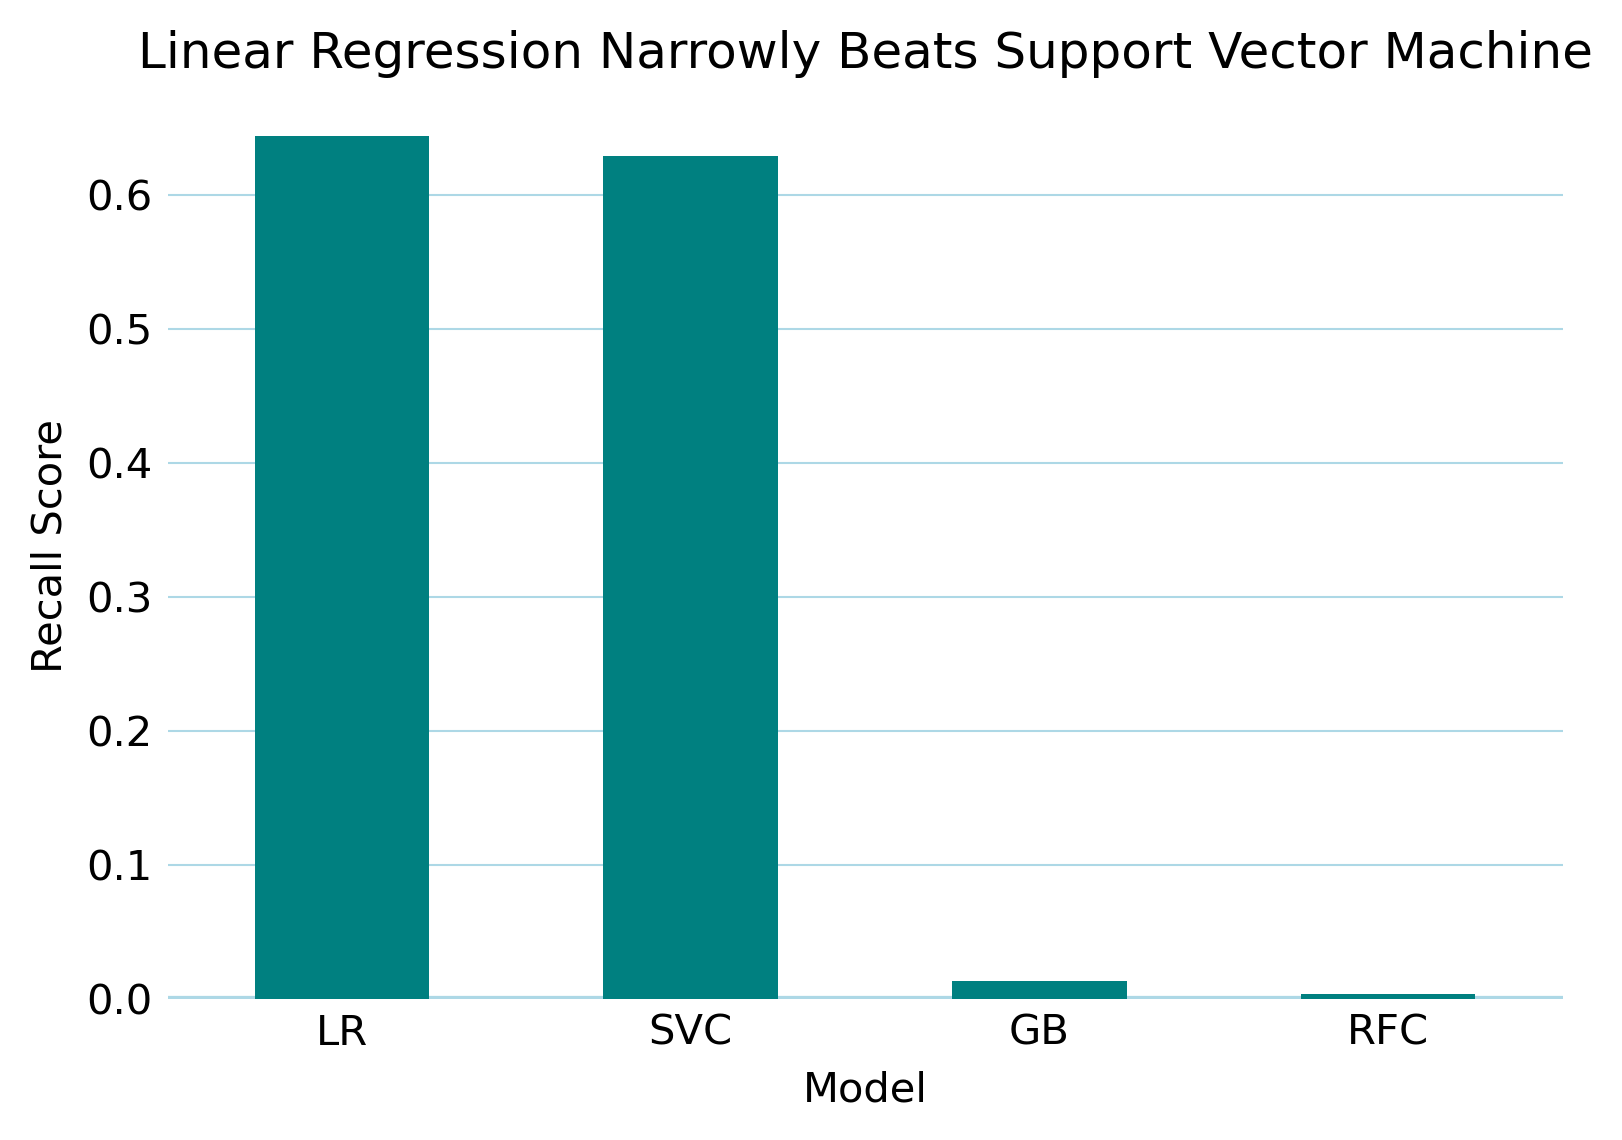 Linear Regression Narrowly Beats Support Vector Machine
0.6
0.5
0.4
0.3
0.2
0.1
0.0
Recall Score
LR SVC GB RFC
Model